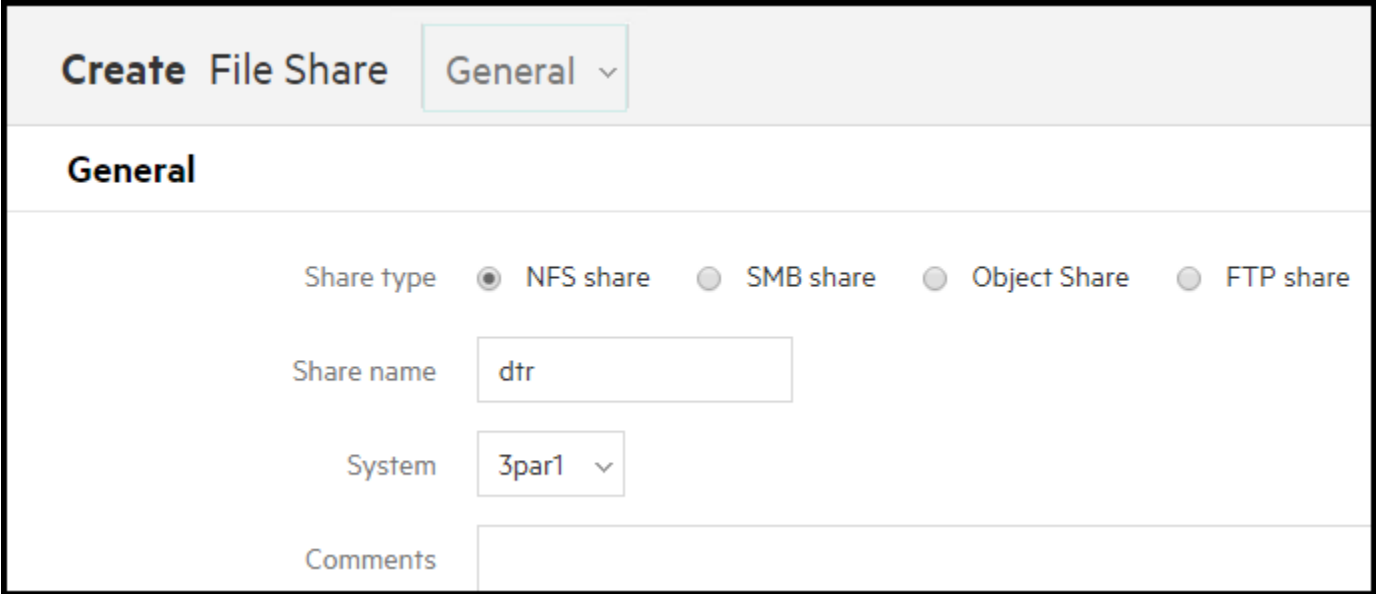 Create File Share General
General
Share type NFS share SMB share Object Share FTP share
Share name dtr
System 3par1
Comments